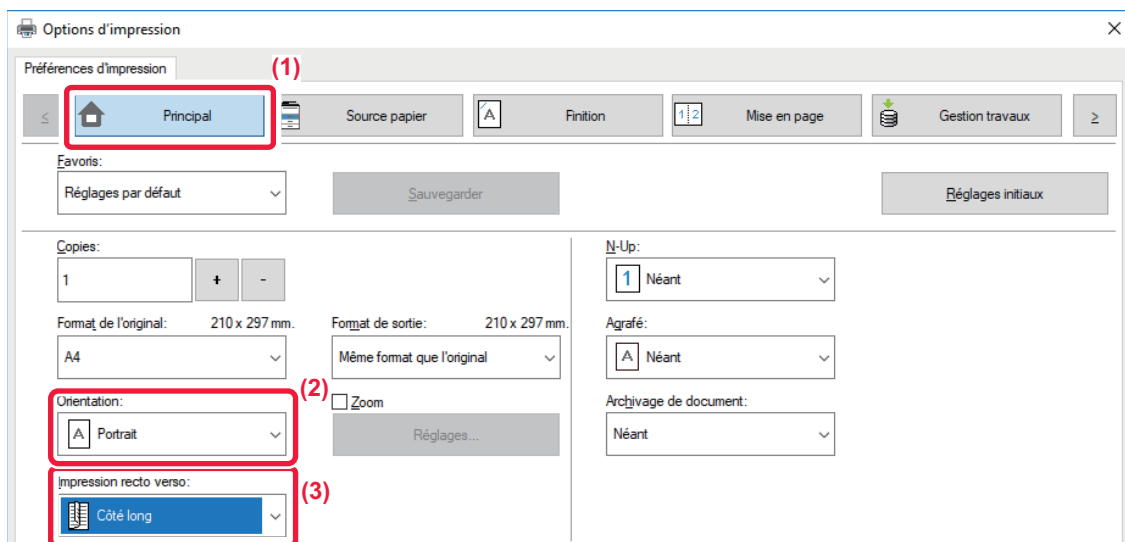 Options d'impression
Préférences d'impression
(1)
<
Principal
Source papier
Finition
1 2
Mise en page
Gestion travaux
>
Favoris:
Réglages par défaut
Sauvegarder
Réglages initiaux
Copies:
1
+
-
N-Up:
1 Néant
Format de l'original: 210 x 297 mm.
A4
Format de sortie: 210 x 297 mm.
Même format que l'original
Agrafé:
A Néant
(2)
Orientation:
A Portrait
Zoom
Réglages...
Archivage de document:
Néant
(3)
Impression recto verso:
Côté long